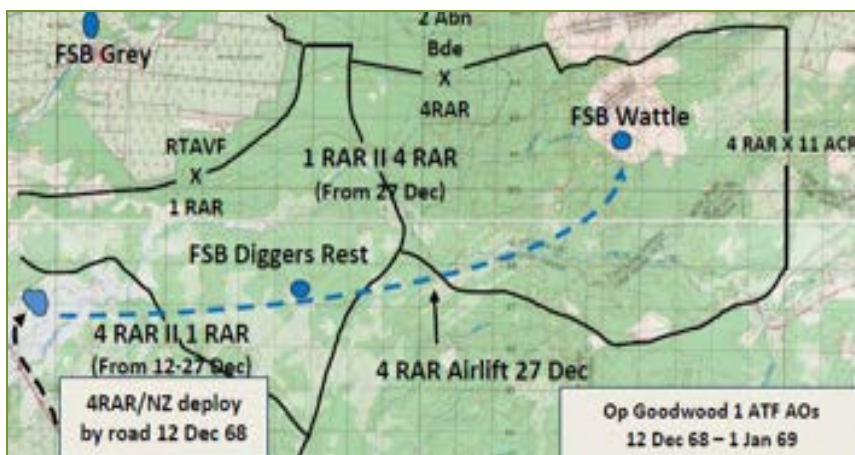 FSB Grey
2 Abn
Bde
X
4RAR
FSB Wattle
RTAVF
X
1 RAR
1 RAR II 4 RAR
(From 27 Dec)
4 RAR X 11 ACR
FSB Diggers Rest
4 RAR II 1 RAR
(From 12-27 Dec)
4 RAR Airlift 27 Dec
4RAR/NZ deploy
by road 12 Dec 68
Op Goodwood 1 ATF AOs
12 Dec 68 – 1 Jan 69